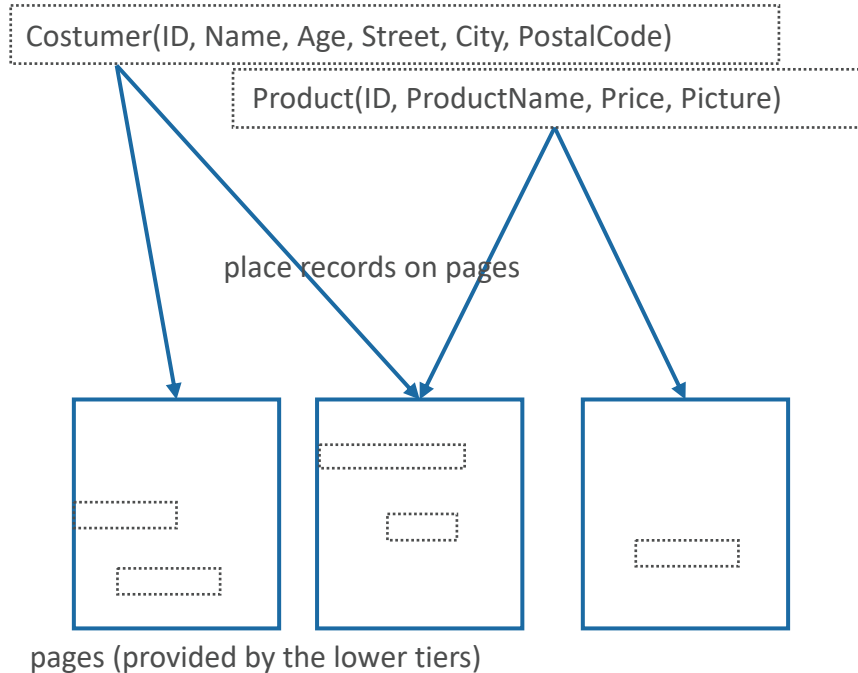 Costumer(ID, Name, Age, Street, City, PostalCode)
Product(ID, ProductName, Price, Picture)
place records on pages
pages (provided by the lower tiers)